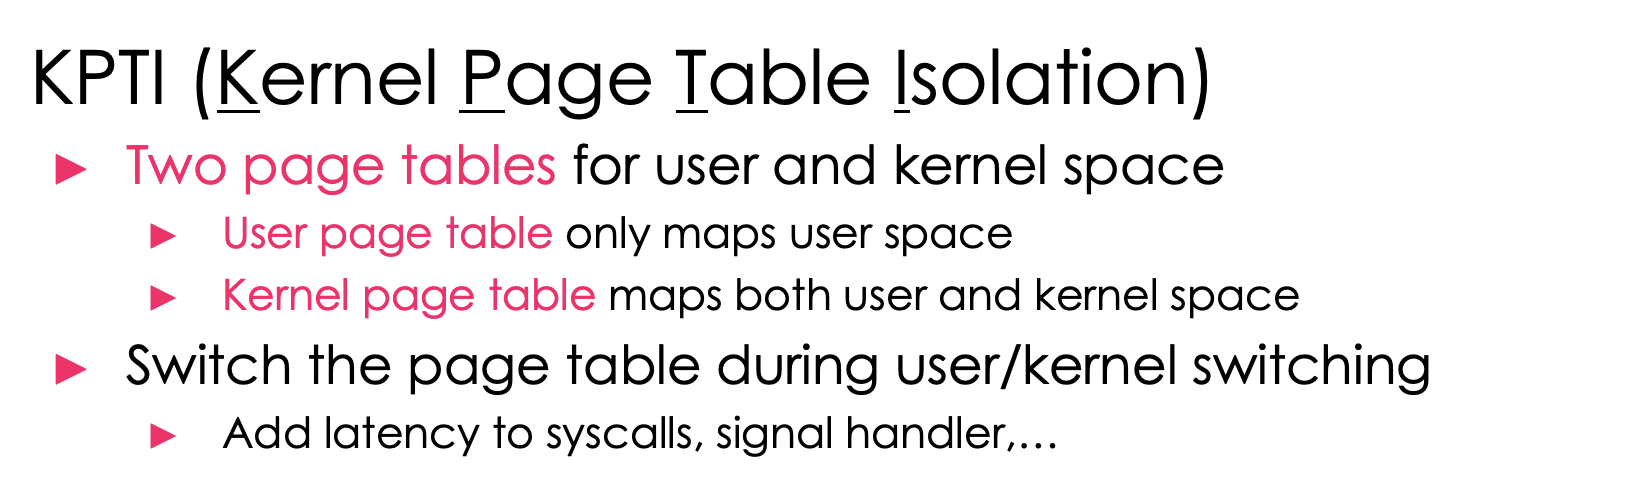 KPTI (Kernel Page Table Isolation)
Two page tables for user and kernel space
User page table only maps user space
Kernel page table maps both user and kernel space
Switch the page table during user/kernel switching
Add latency to syscalls, signal handler,…